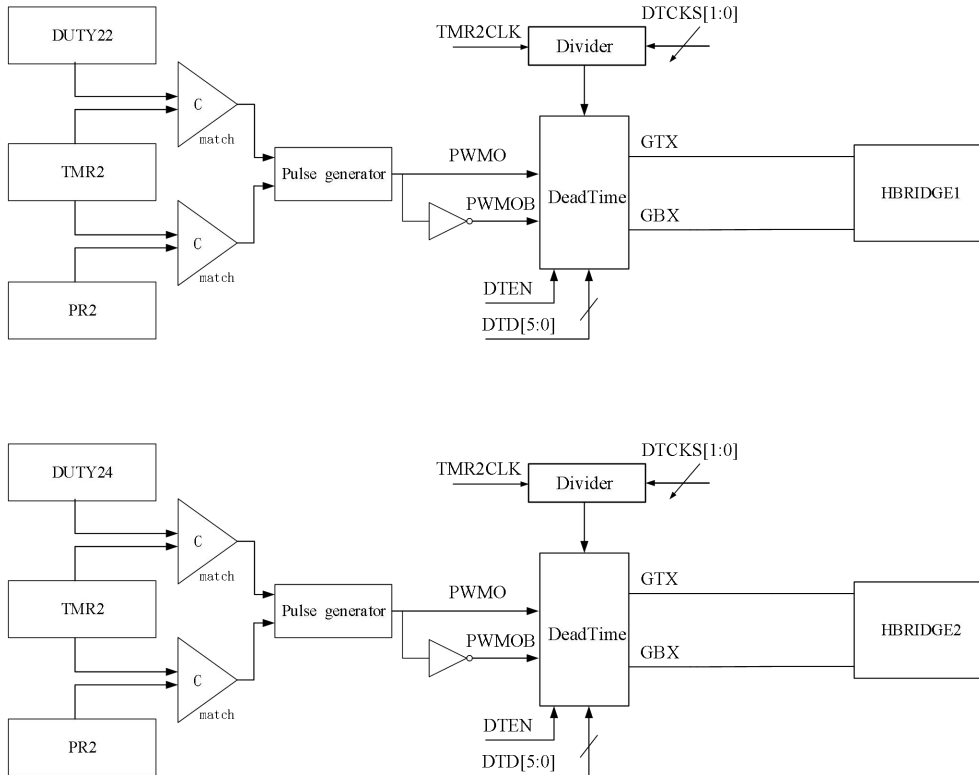 DUTY22
TMR2CLK
DTCKS[1:0]
Divider
C
match
TMR2
Pulse generator
PWMO
PWMOB
DeadTime
GTX
GBX
HBRIDGE1
C
match
PR2
DTEN
DTD[5:0]
DUTY24
TMR2CLK
DTCKS[1:0]
Divider
C
match
TMR2
Pulse generator
PWMO
PWMOB
DeadTime
GTX
GBX
HBRIDGE2
C
match
PR2
DTEN
DTD[5:0]